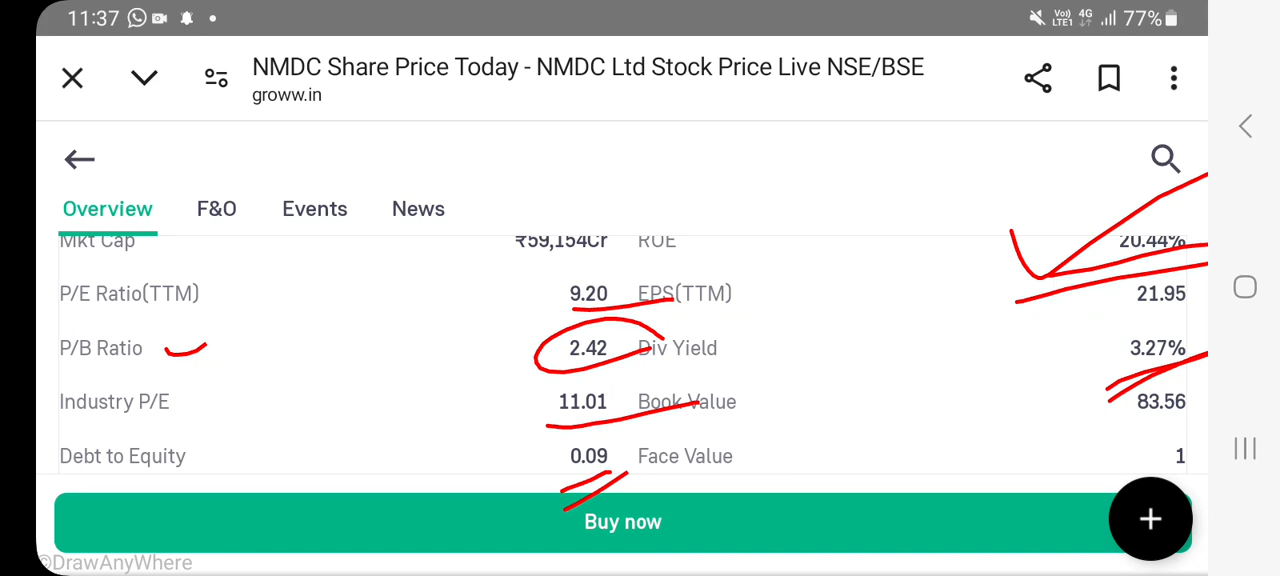 11:37 Vo) LTE1 4G 77%
NMDC Share Price Today - NMDC Ltd Stock Price Live NSE/BSE
groww.in
Overview F&O Events News
Mkt Cap ₹59,154Cr ROE 20.44%
P/E Ratio(TTM) 9.20 EPS(TTM) 21.95
P/B Ratio 2.42 Div Yield 3.27%
Industry P/E 11.01 Book Value 83.56
Debt to Equity 0.09 Face Value 1
Buy now
©DrawAnyWhere